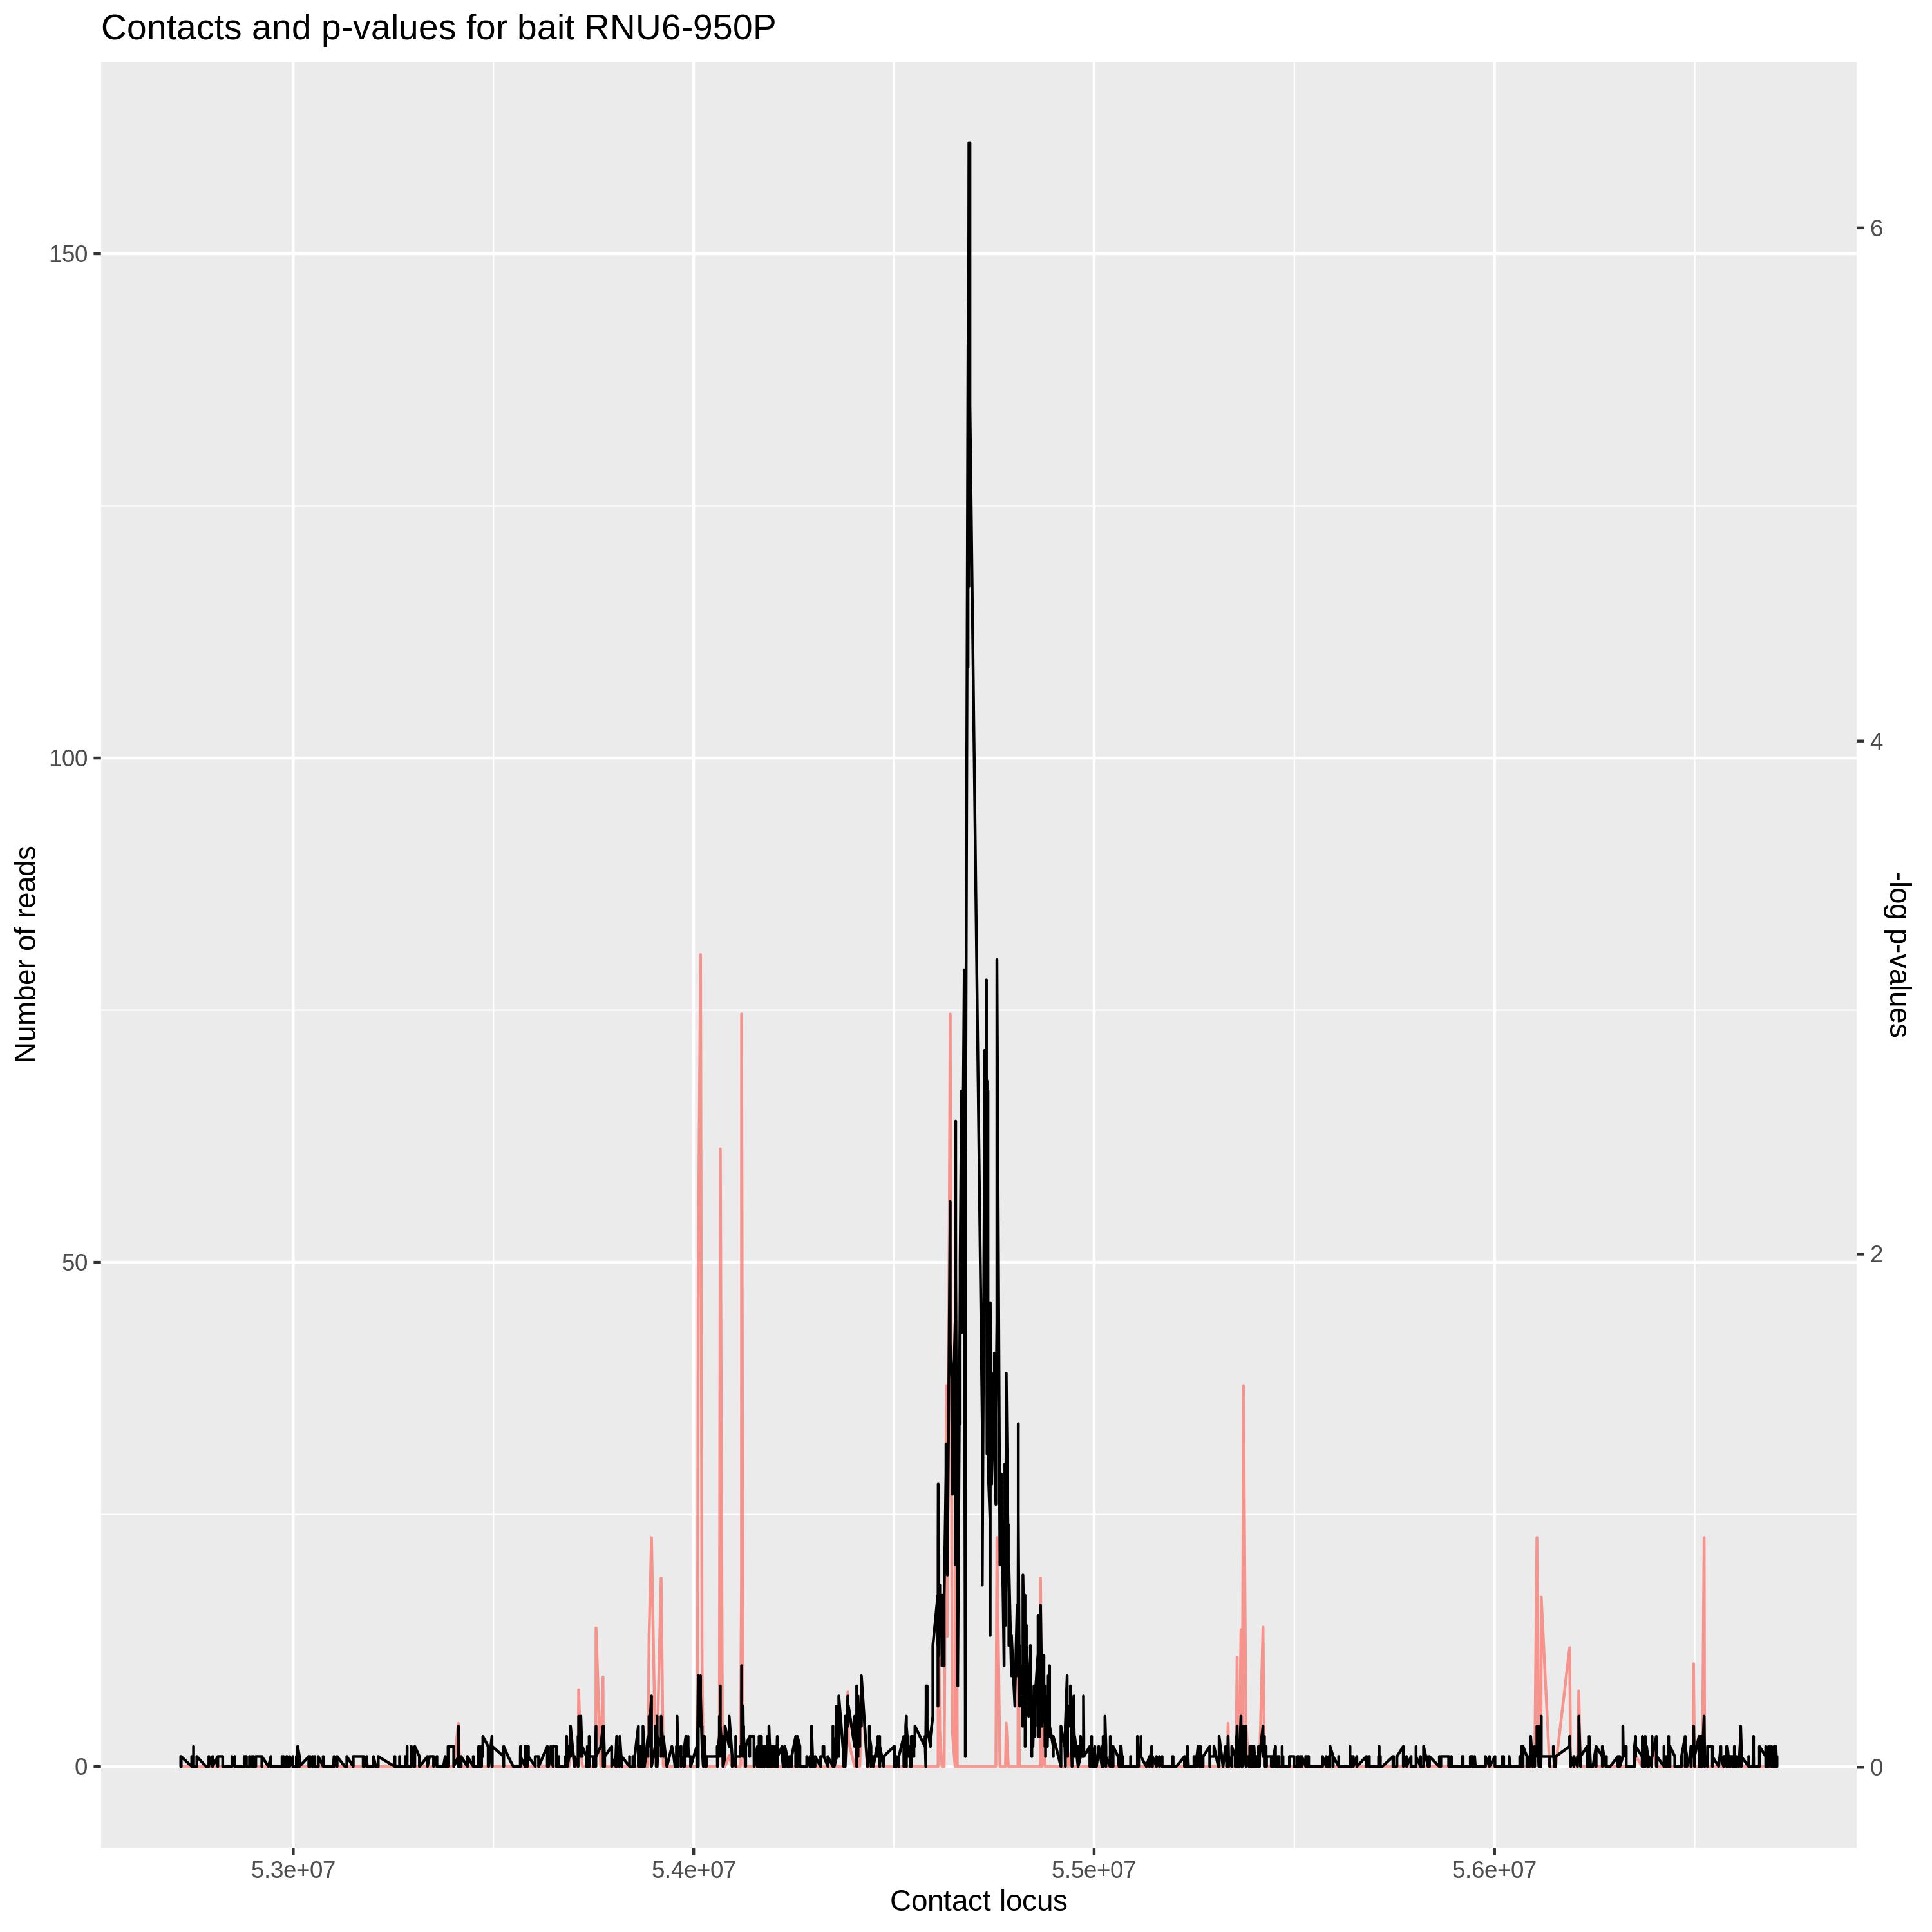 Contacts and p-values for bait RNU6-950P
150
100
50
0
6
4
2
0
Number of reads
-log p-values
5.3e+07
5.4e+07
5.5e+07
5.6e+07
Contact locus